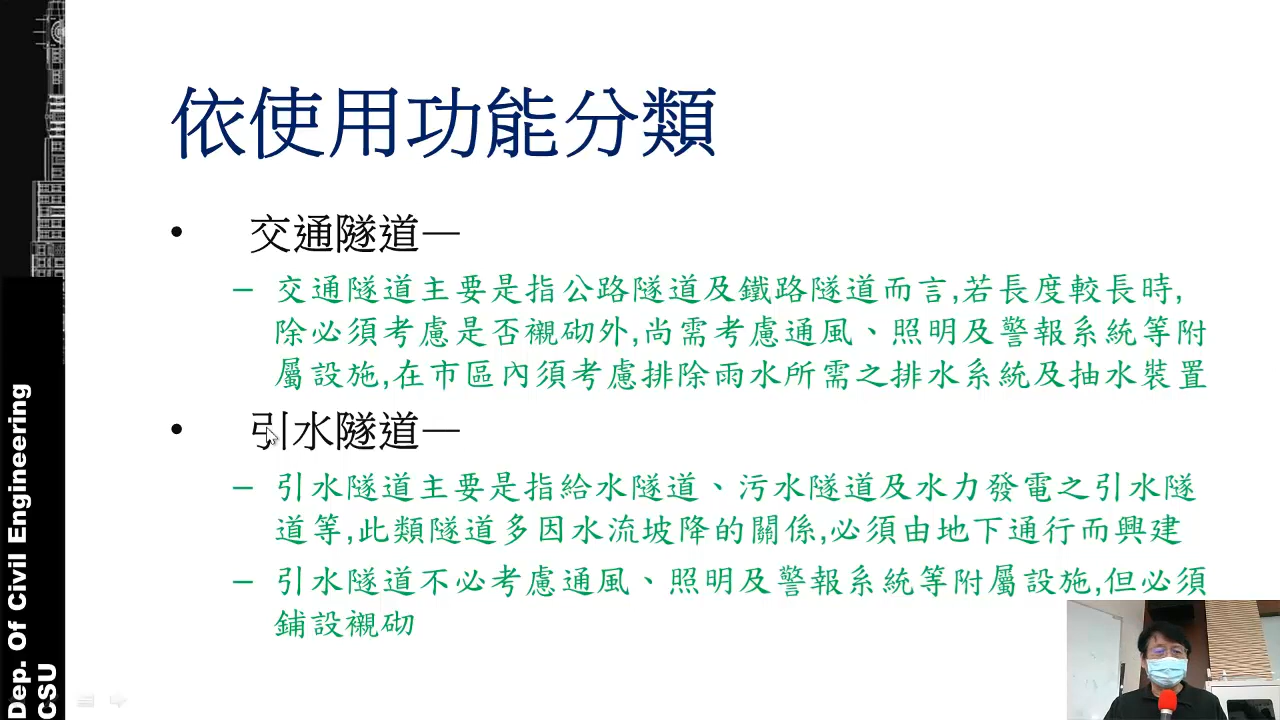 依使用功能分類
• 交通隧道—
– 交通隧道主要是指公路隧道及鐵路隧道而言,若長度較長時,
除必須考慮是否襯砌外,尚需考慮通風、照明及警報系統等附
屬設施,在市區內須考慮排除雨水所需之排水系統及抽水裝置
• 引水隧道—
– 引水隧道主要是指給水隧道、污水隧道及水力發電之引水隧
道等,此類隧道多因水流坡降的關係,必須由地下通行而興建
– 引水隧道不必考慮通風、照明及警報系統等附屬設施,但必須
鋪設襯砌
Dep. Of Civil Engineering
CSU